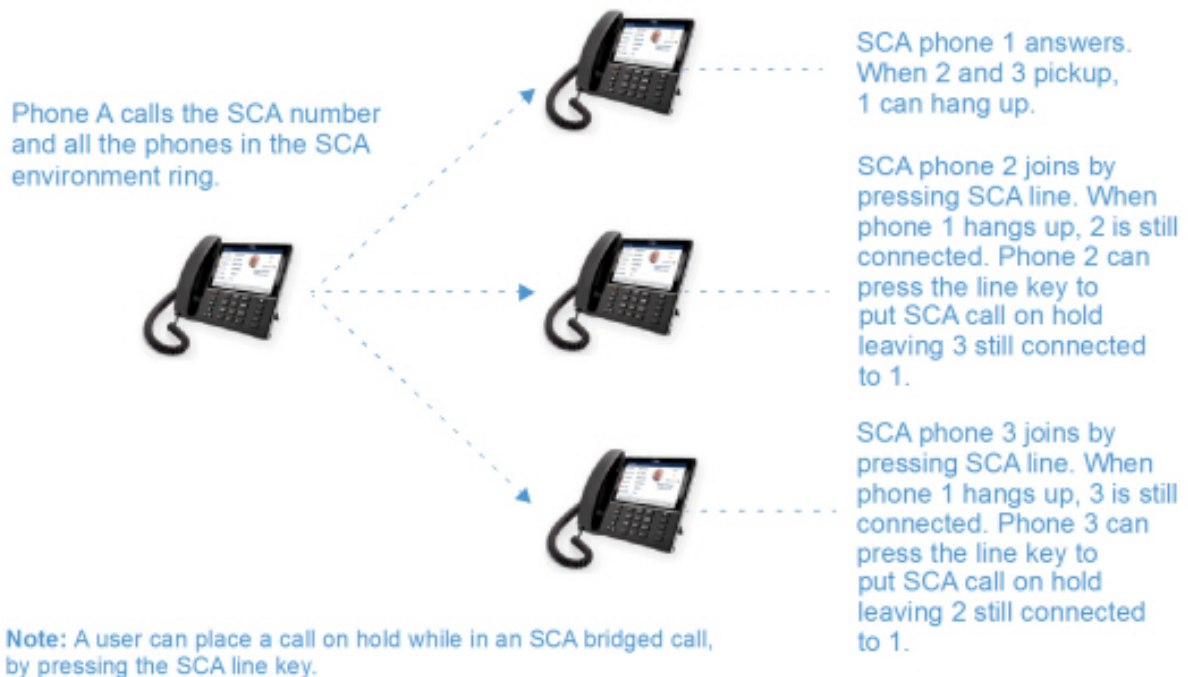 Phone A calls the SCA number
and all the phones in the SCA
environment ring.
SCA phone 1 answers.
When 2 and 3 pickup,
1 can hang up.
SCA phone 2 joins by
pressing SCA line. When
phone 1 hangs up, 2 is still
connected. Phone 2 can
press the line key to
put SCA call on hold
leaving 3 still connected
to 1.
SCA phone 3 joins by
pressing SCA line. When
phone 1 hangs up, 3 is still
connected. Phone 3 can
press the line key to
put SCA call on hold
leaving 2 still connected
to 1.
Note: A user can place a call on hold while in an SCA bridged call,
by pressing the SCA line key.